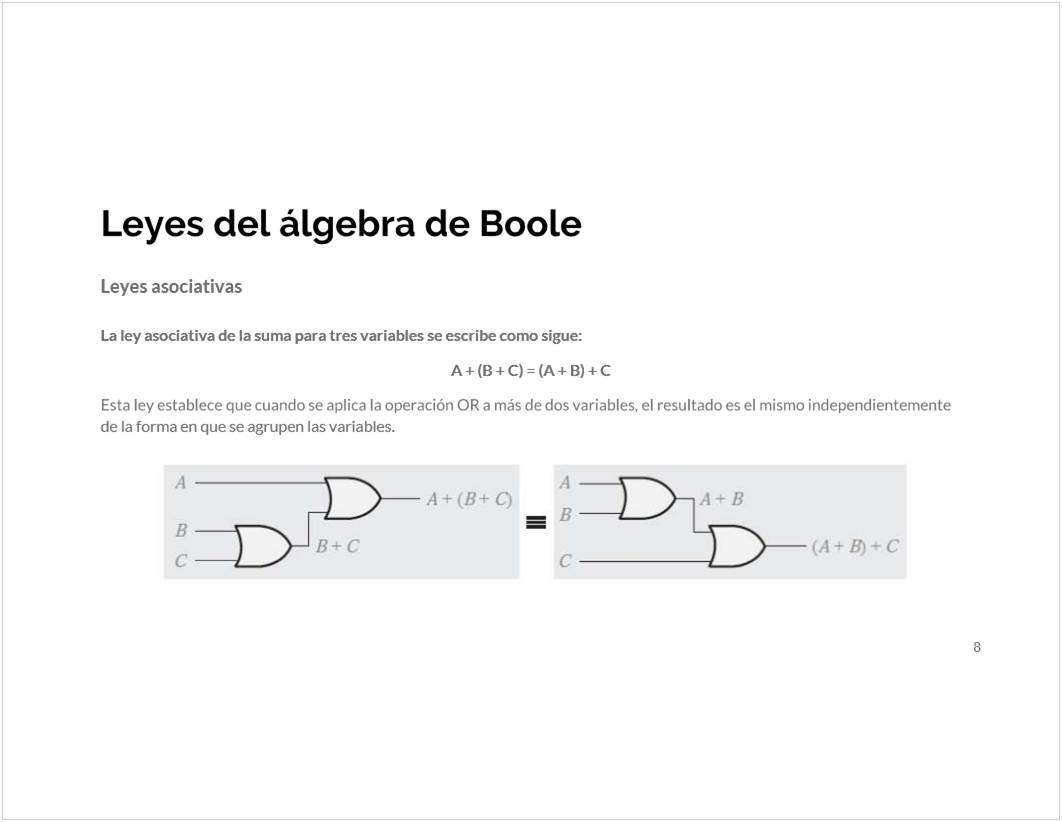 Leyes del álgebra de Boole
Leyes asociativas
La ley asociativa de la suma para tres variables se escribe como sigue:
A + (B + C) = (A + B) + C
Esta ley establece que cuando se aplica la operación OR a más de dos variables, el resultado es el mismo independientemente
de la forma en que se agrupen las variables.
A
B
C
B + C
A + (B + C)
≡
A
B
C
A + B
(A + B) + C
8